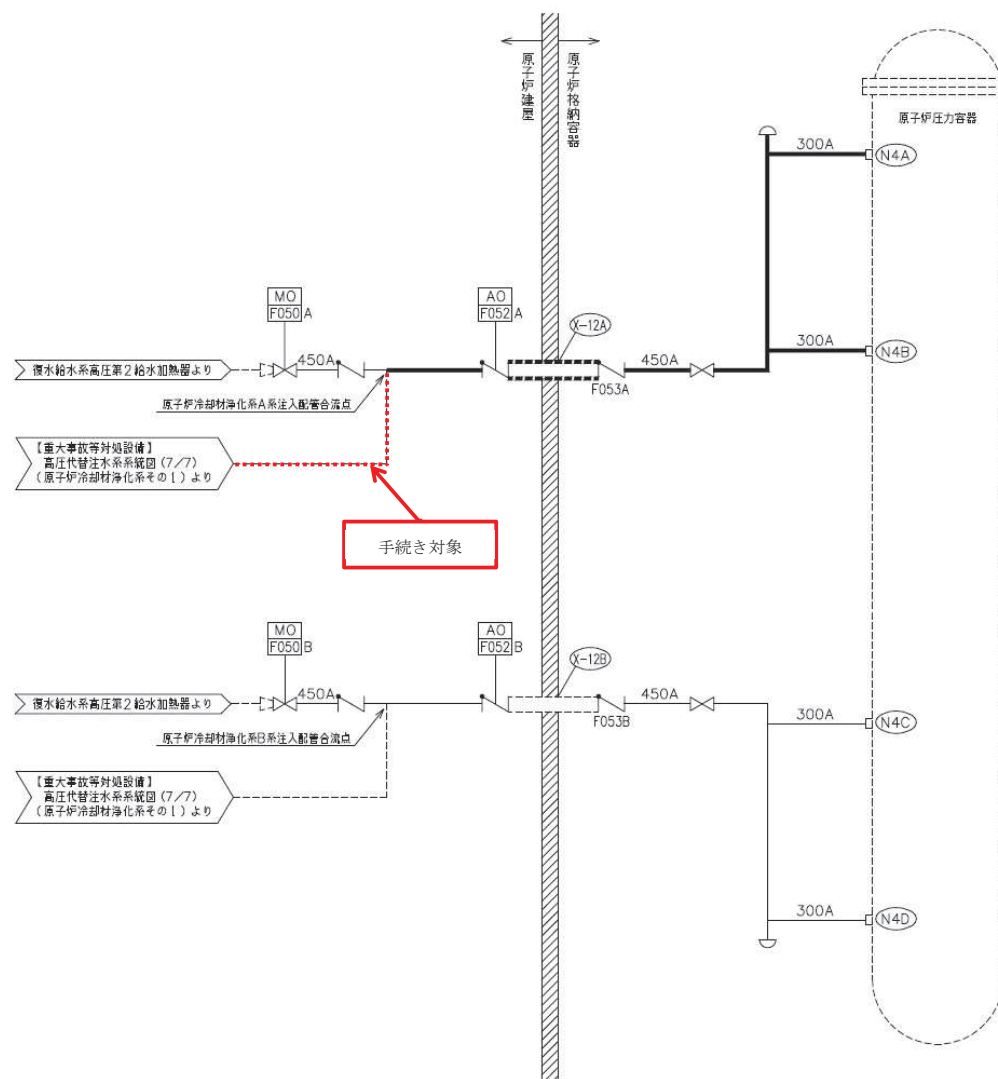 原子炉建屋
原子炉格納容器
原子炉圧力容器
300A
N4A
MO
F050 A
AO
F052 A
X-12A
300A
N4B
復水給水系高圧第2給水加熱器より
450A
450A
F053A
原子炉冷却材浄化系A系注入配管合流点
【重大事故等対処設備】
高圧代替注水系系統図(7/7)
(原子炉冷却材浄化系その1)より
手続き対象
MO
F050 B
AO
F052 B
X-12B
復水給水系高圧第2給水加熱器より
450A
450A
F053B
300A
N4C
原子炉冷却材浄化系B系注入配管合流点
【重大事故等対処設備】
高圧代替注水系系統図(7/7)
(原子炉冷却材浄化系その1)より
300A
N4D